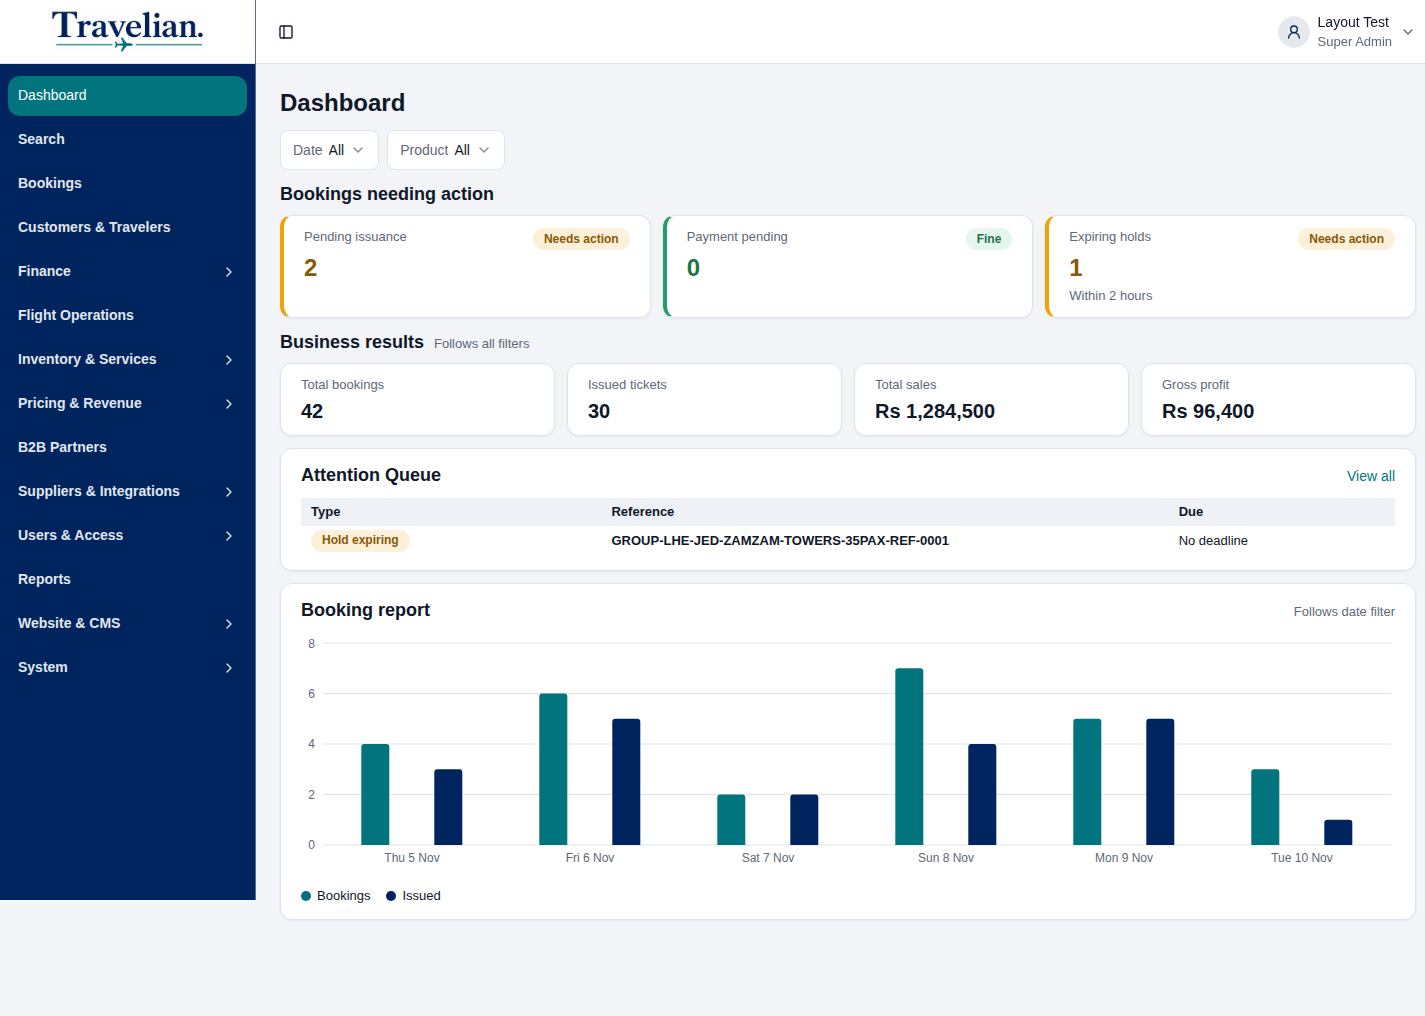 Travelian.
Layout Test
Super Admin
Dashboard
Search
Bookings
Customers & Travelers
Finance
Flight Operations
Inventory & Services
Pricing & Revenue
B2B Partners
Suppliers & Integrations
Users & Access
Reports
Website & CMS
System
Dashboard
Date All
Product All
Bookings needing action
Pending issuance
Needs action
2
Payment pending
Fine
0
Expiring holds
Needs action
1
Within 2 hours
Business results Follows all filters
Total bookings
42
Issued tickets
30
Total sales
Rs 1,284,500
Gross profit
Rs 96,400
Attention Queue
View all
Type Reference Due
Hold expiring GROUP-LHE-JED-ZAMZAM-TOWERS-35PAX-REF-0001 No deadline
Booking report
Follows date filter
8
6
4
2
0
Thu 5 Nov Fri 6 Nov Sat 7 Nov Sun 8 Nov Mon 9 Nov Tue 10 Nov
Bookings Issued